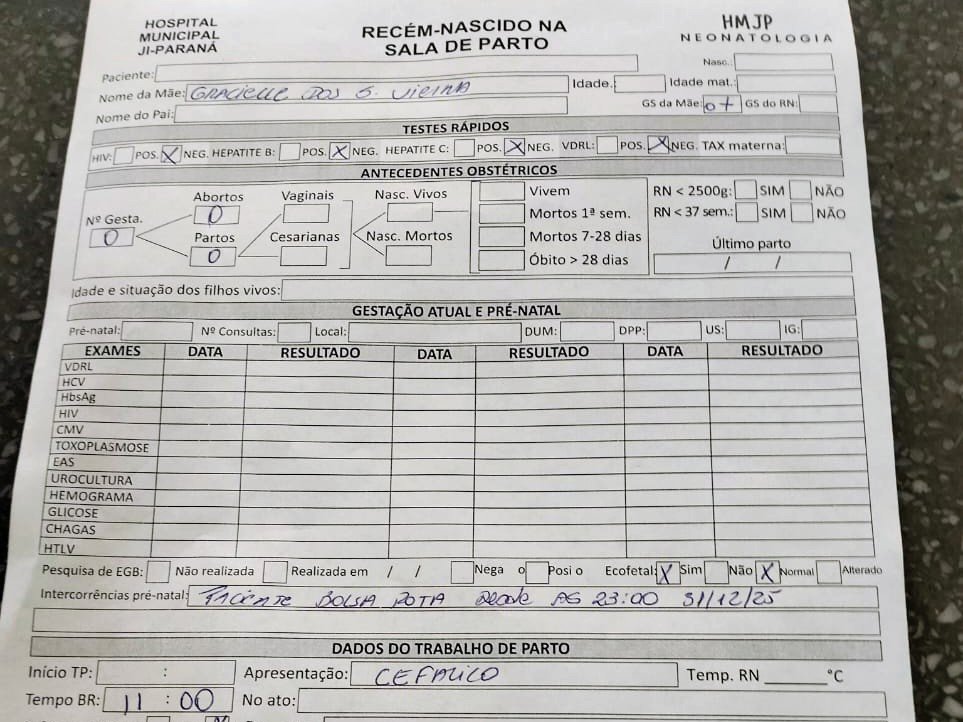 HOSPITAL
MUNICIPAL
JI-PARANÁ
RECÉM-NASCIDO NA
SALA DE PARTO
HMJP
NEONATOLOGIA
Paciente: Nasc.:
Nome da Mãe: GRACIELLE DOS S. VIEIRA Idade.: Idade mat.:
Nome do Pai: GS da Mãe: O+ GS do RN:
TESTES RÁPIDOS
HIV: POS. X NEG. HEPATITE B: POS. X NEG. HEPATITE C: POS. X NEG. VDRL: POS. X NEG. TAX materna:
ANTECEDENTES OBSTÉTRICOS
Abortos Vaginais Nasc. Vivos Vivem RN < 2500g: SIM NÃO
Nº Gesta. 0 Mortos 1ª sem. RN < 37 sem.: SIM NÃO
0 Partos Cesarianas Nasc. Mortos Mortos 7-28 dias Último parto
0 Óbito > 28 dias / /
Idade e situação dos filhos vivos:
GESTAÇÃO ATUAL E PRÉ-NATAL
Pré-natal: Nº Consultas: Local: DUM: DPP: US: IG:
EXAMES DATA RESULTADO DATA RESULTADO DATA RESULTADO
VDRL
HCV
HbsAg
HIV
CMV
TOXOPLASMOSE
EAS
UROCULTURA
HEMOGRAMA
GLICOSE
CHAGAS
HTLV
Pesquisa de EGB: Não realizada Realizada em / / Nega o Posi o Ecofetal: X Sim Não X Normal Alterado
Intercorrências pré-natal: Paciente BOLSA ROTA desde AS 23:00 31/12/25
DADOS DO TRABALHO DE PARTO
Início TP: : Apresentação: CEFALICO Temp. RN ______°C
Tempo BR: 11 : 00 No ato: